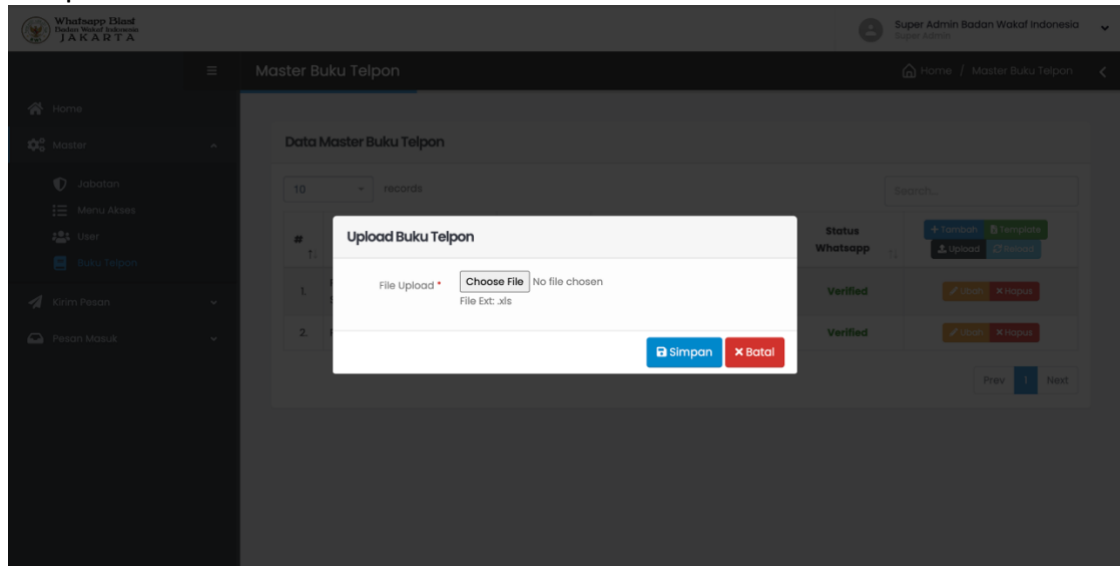 Whatsapp Blast
Badan Wakaf Indonesia
JAKARTA
Super Admin Badan Wakaf Indonesia
Super Admin
Master Buku Telpon
Home / Master Buku Telpon
Home
Master
Jabatan
Menu Akses
User
Buku Telpon
Kirim Pesan
Pesan Masuk
Data Master Buku Telpon
10 records
Search...
#
Status Whatsapp
+ Tambah Template
Upload Reload
1. Verified Ubah Hapus
2. Verified Ubah Hapus
Prev 1 Next
Upload Buku Telpon
File Upload * Choose File No file chosen
File Ext: .xls
Simpan Batal